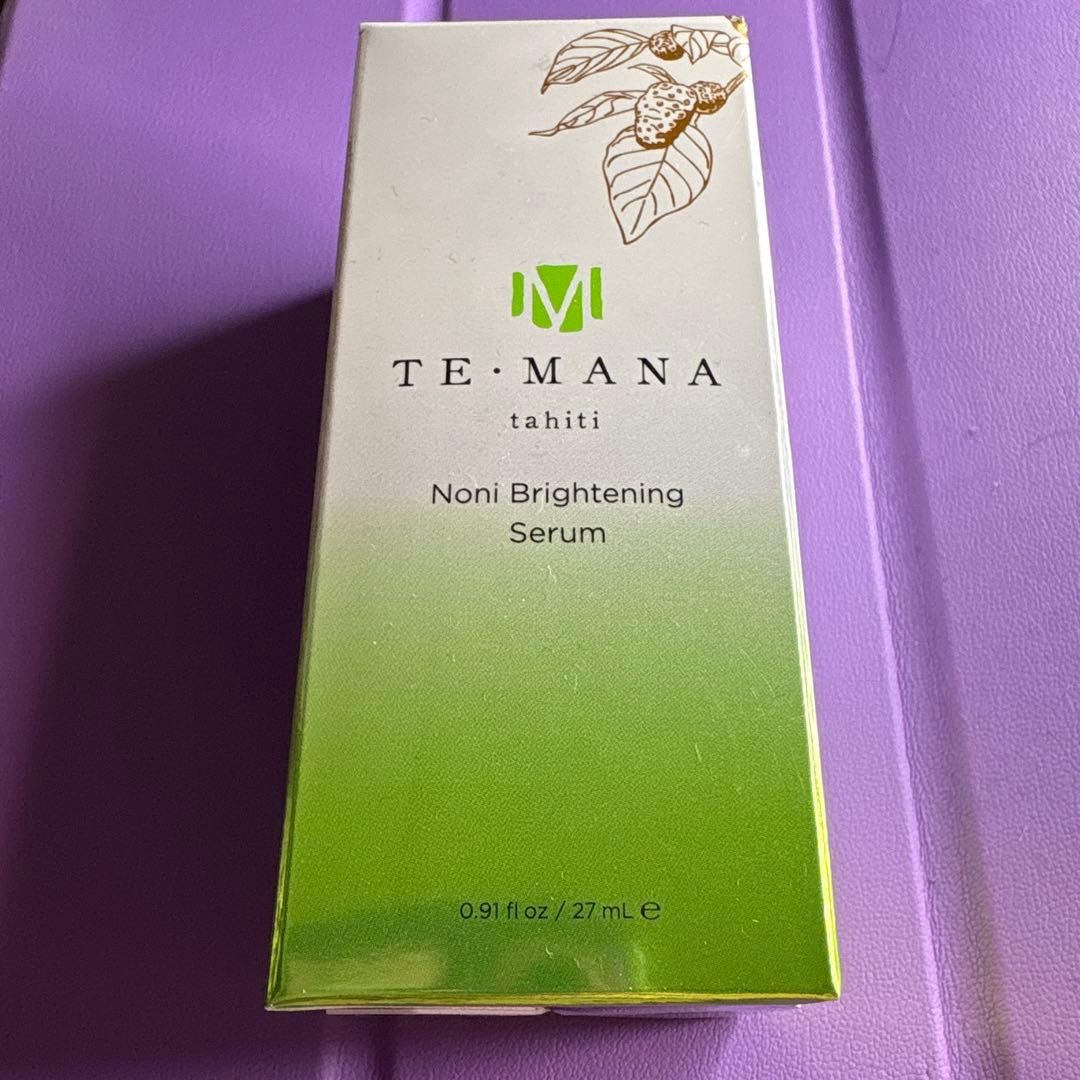 TE·MANA
tahiti
Noni Brightening
Serum
0.91 fl oz / 27 mL ℮